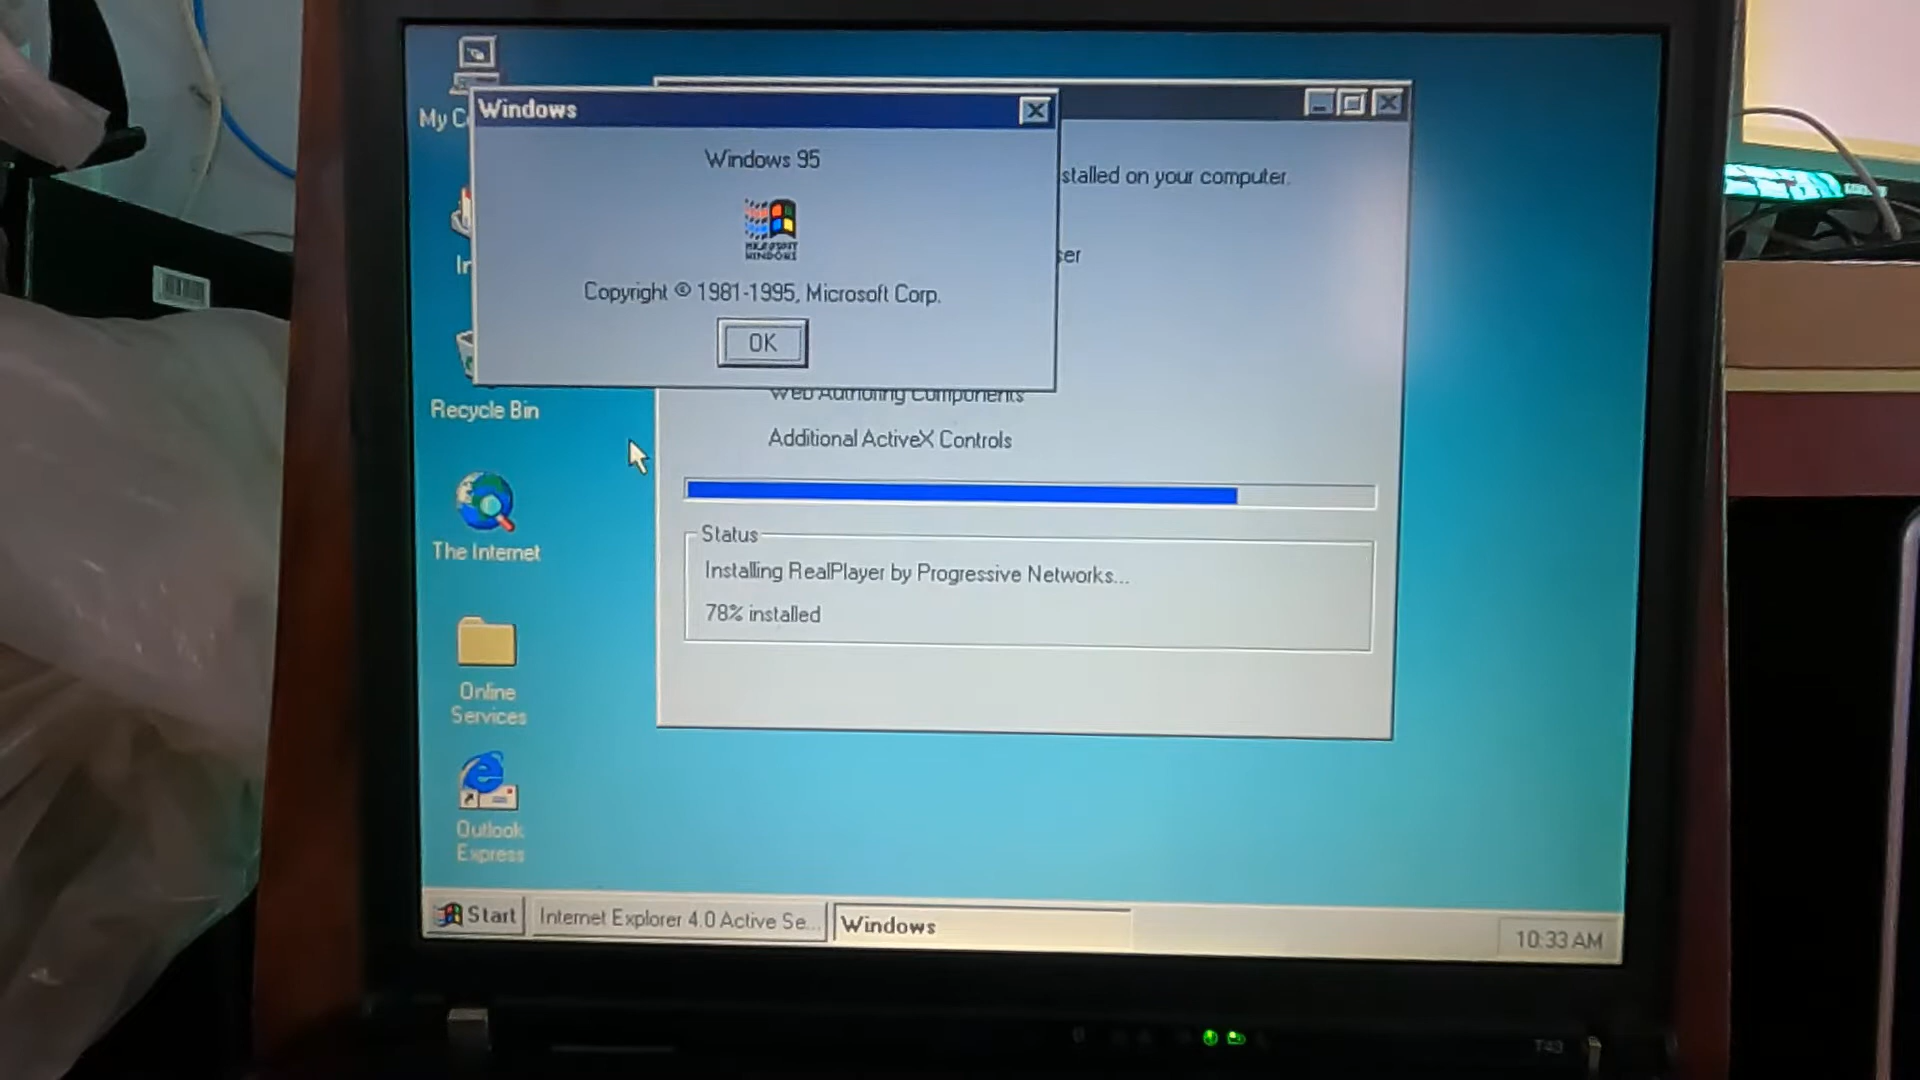 My C
Windows
Windows 95
MICROSOFT
WINDOWS
Copyright © 1981-1995, Microsoft Corp.
OK
stalled on your computer.
ser
In
Web Authoring Components
Additional ActiveX Controls
Recycle Bin
The Internet
Status
Installing RealPlayer by Progressive Networks...
78% installed
Online
Services
Outlook
Express
Start
Internet Explorer 4.0 Active Se...
Windows
10:33 AM
T43